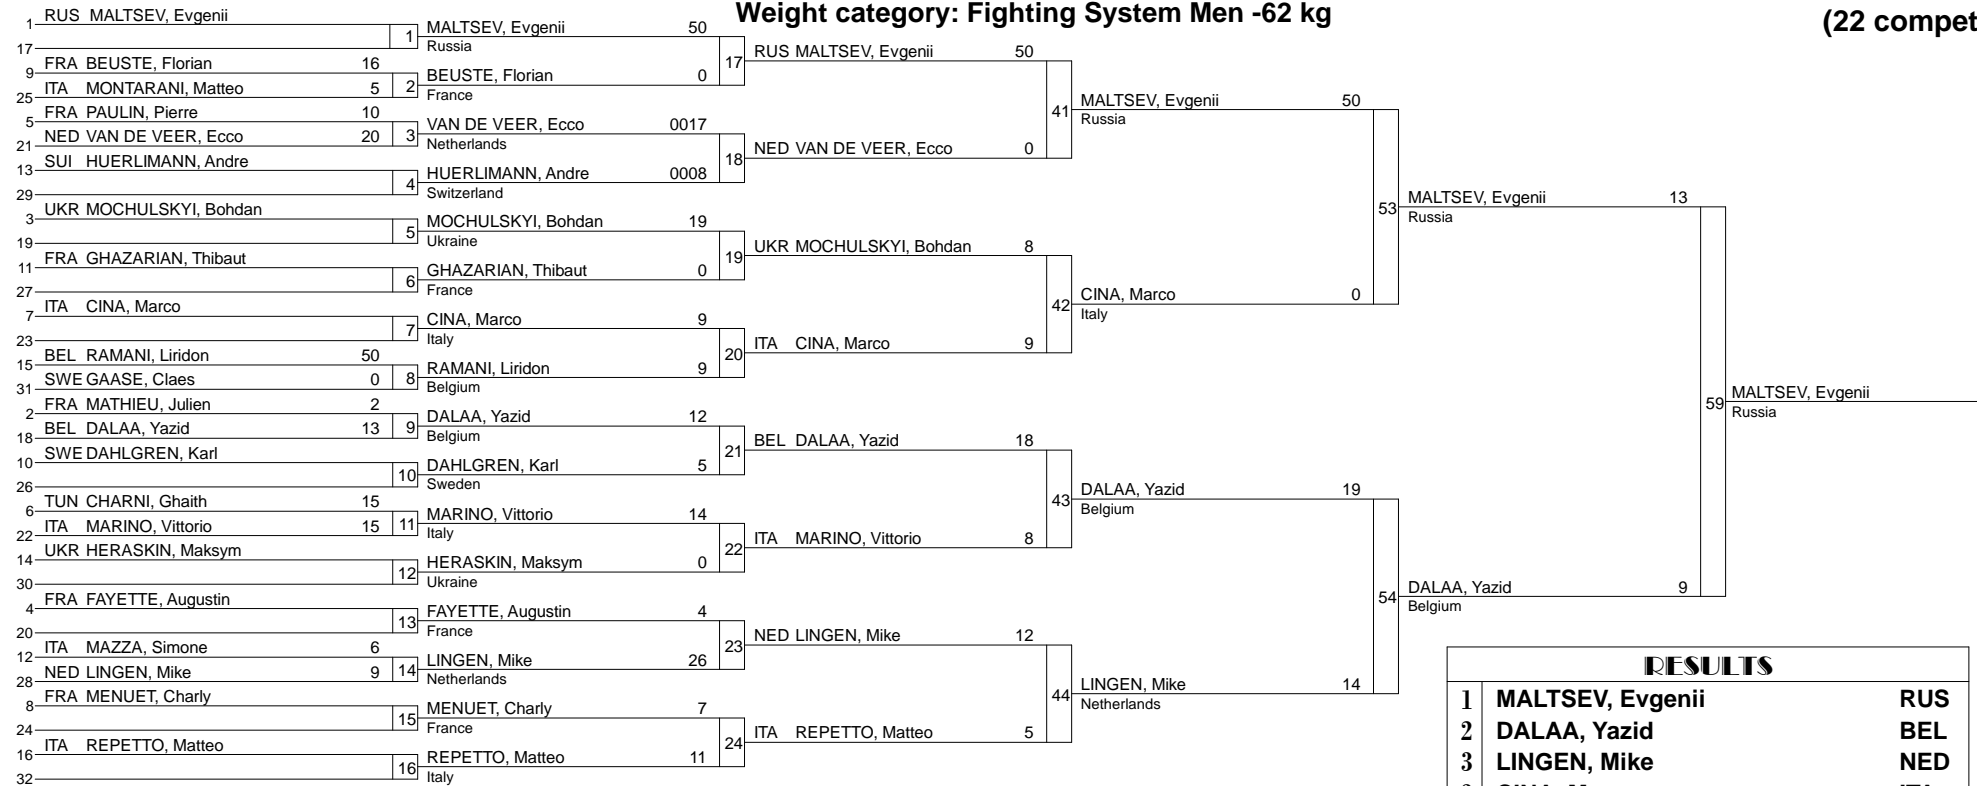 Weight category: Fighting System Men -62 kg
(22 compet
1 RUS MALTSEV, Evgenii
17
1
9 FRA BEUSTE, Florian 16
25 ITA MONTARANI, Matteo 5
2
5 FRA PAULIN, Pierre 10
21 NED VAN DE VEER, Ecco 20
3
13 SUI HUERLIMANN, Andre
29
4
3 UKR MOCHULSKYI, Bohdan
19
5
11 FRA GHAZARIAN, Thibaut
27
6
7 ITA CINA, Marco
23
7
15 BEL RAMANI, Liridon 50
31 SWE GAASE, Claes 0
8
2 FRA MATHIEU, Julien 2
18 BEL DALAA, Yazid 13
9
10 SWE DAHLGREN, Karl
26
10
6 TUN CHARNI, Ghaith 15
22 ITA MARINO, Vittorio 15
11
14 UKR HERASKIN, Maksym
30
12
4 FRA FAYETTE, Augustin
20
13
12 ITA MAZZA, Simone 6
28 NED LINGEN, Mike 9
14
8 FRA MENUET, Charly
24
15
16 ITA REPETTO, Matteo
32
16
MALTSEV, Evgenii 50
Russia
17
BEUSTE, Florian 0
France
VAN DE VEER, Ecco 0017
Netherlands
18
HUERLIMANN, Andre 0008
Switzerland
MOCHULSKYI, Bohdan 19
Ukraine
19
GHAZARIAN, Thibaut 0
France
CINA, Marco 9
Italy
20
RAMANI, Liridon 9
Belgium
DALAA, Yazid 12
Belgium
21
DAHLGREN, Karl 5
Sweden
MARINO, Vittorio 14
Italy
22
HERASKIN, Maksym 0
Ukraine
FAYETTE, Augustin 4
France
23
LINGEN, Mike 26
Netherlands
MENUET, Charly 7
France
24
REPETTO, Matteo 11
Italy
RUS MALTSEV, Evgenii 50
41
NED VAN DE VEER, Ecco 0
UKR MOCHULSKYI, Bohdan 8
42
ITA CINA, Marco 9
BEL DALAA, Yazid 18
43
ITA MARINO, Vittorio 8
NED LINGEN, Mike 12
44
ITA REPETTO, Matteo 5
MALTSEV, Evgenii 50
Russia
53
CINA, Marco 0
Italy
DALAA, Yazid 19
Belgium
54
LINGEN, Mike 14
Netherlands
MALTSEV, Evgenii 13
Russia
59
DALAA, Yazid 9
Belgium
MALTSEV, Evgenii
Russia
RESULTS
1 MALTSEV, Evgenii RUS
2 DALAA, Yazid BEL
3 LINGEN, Mike NED